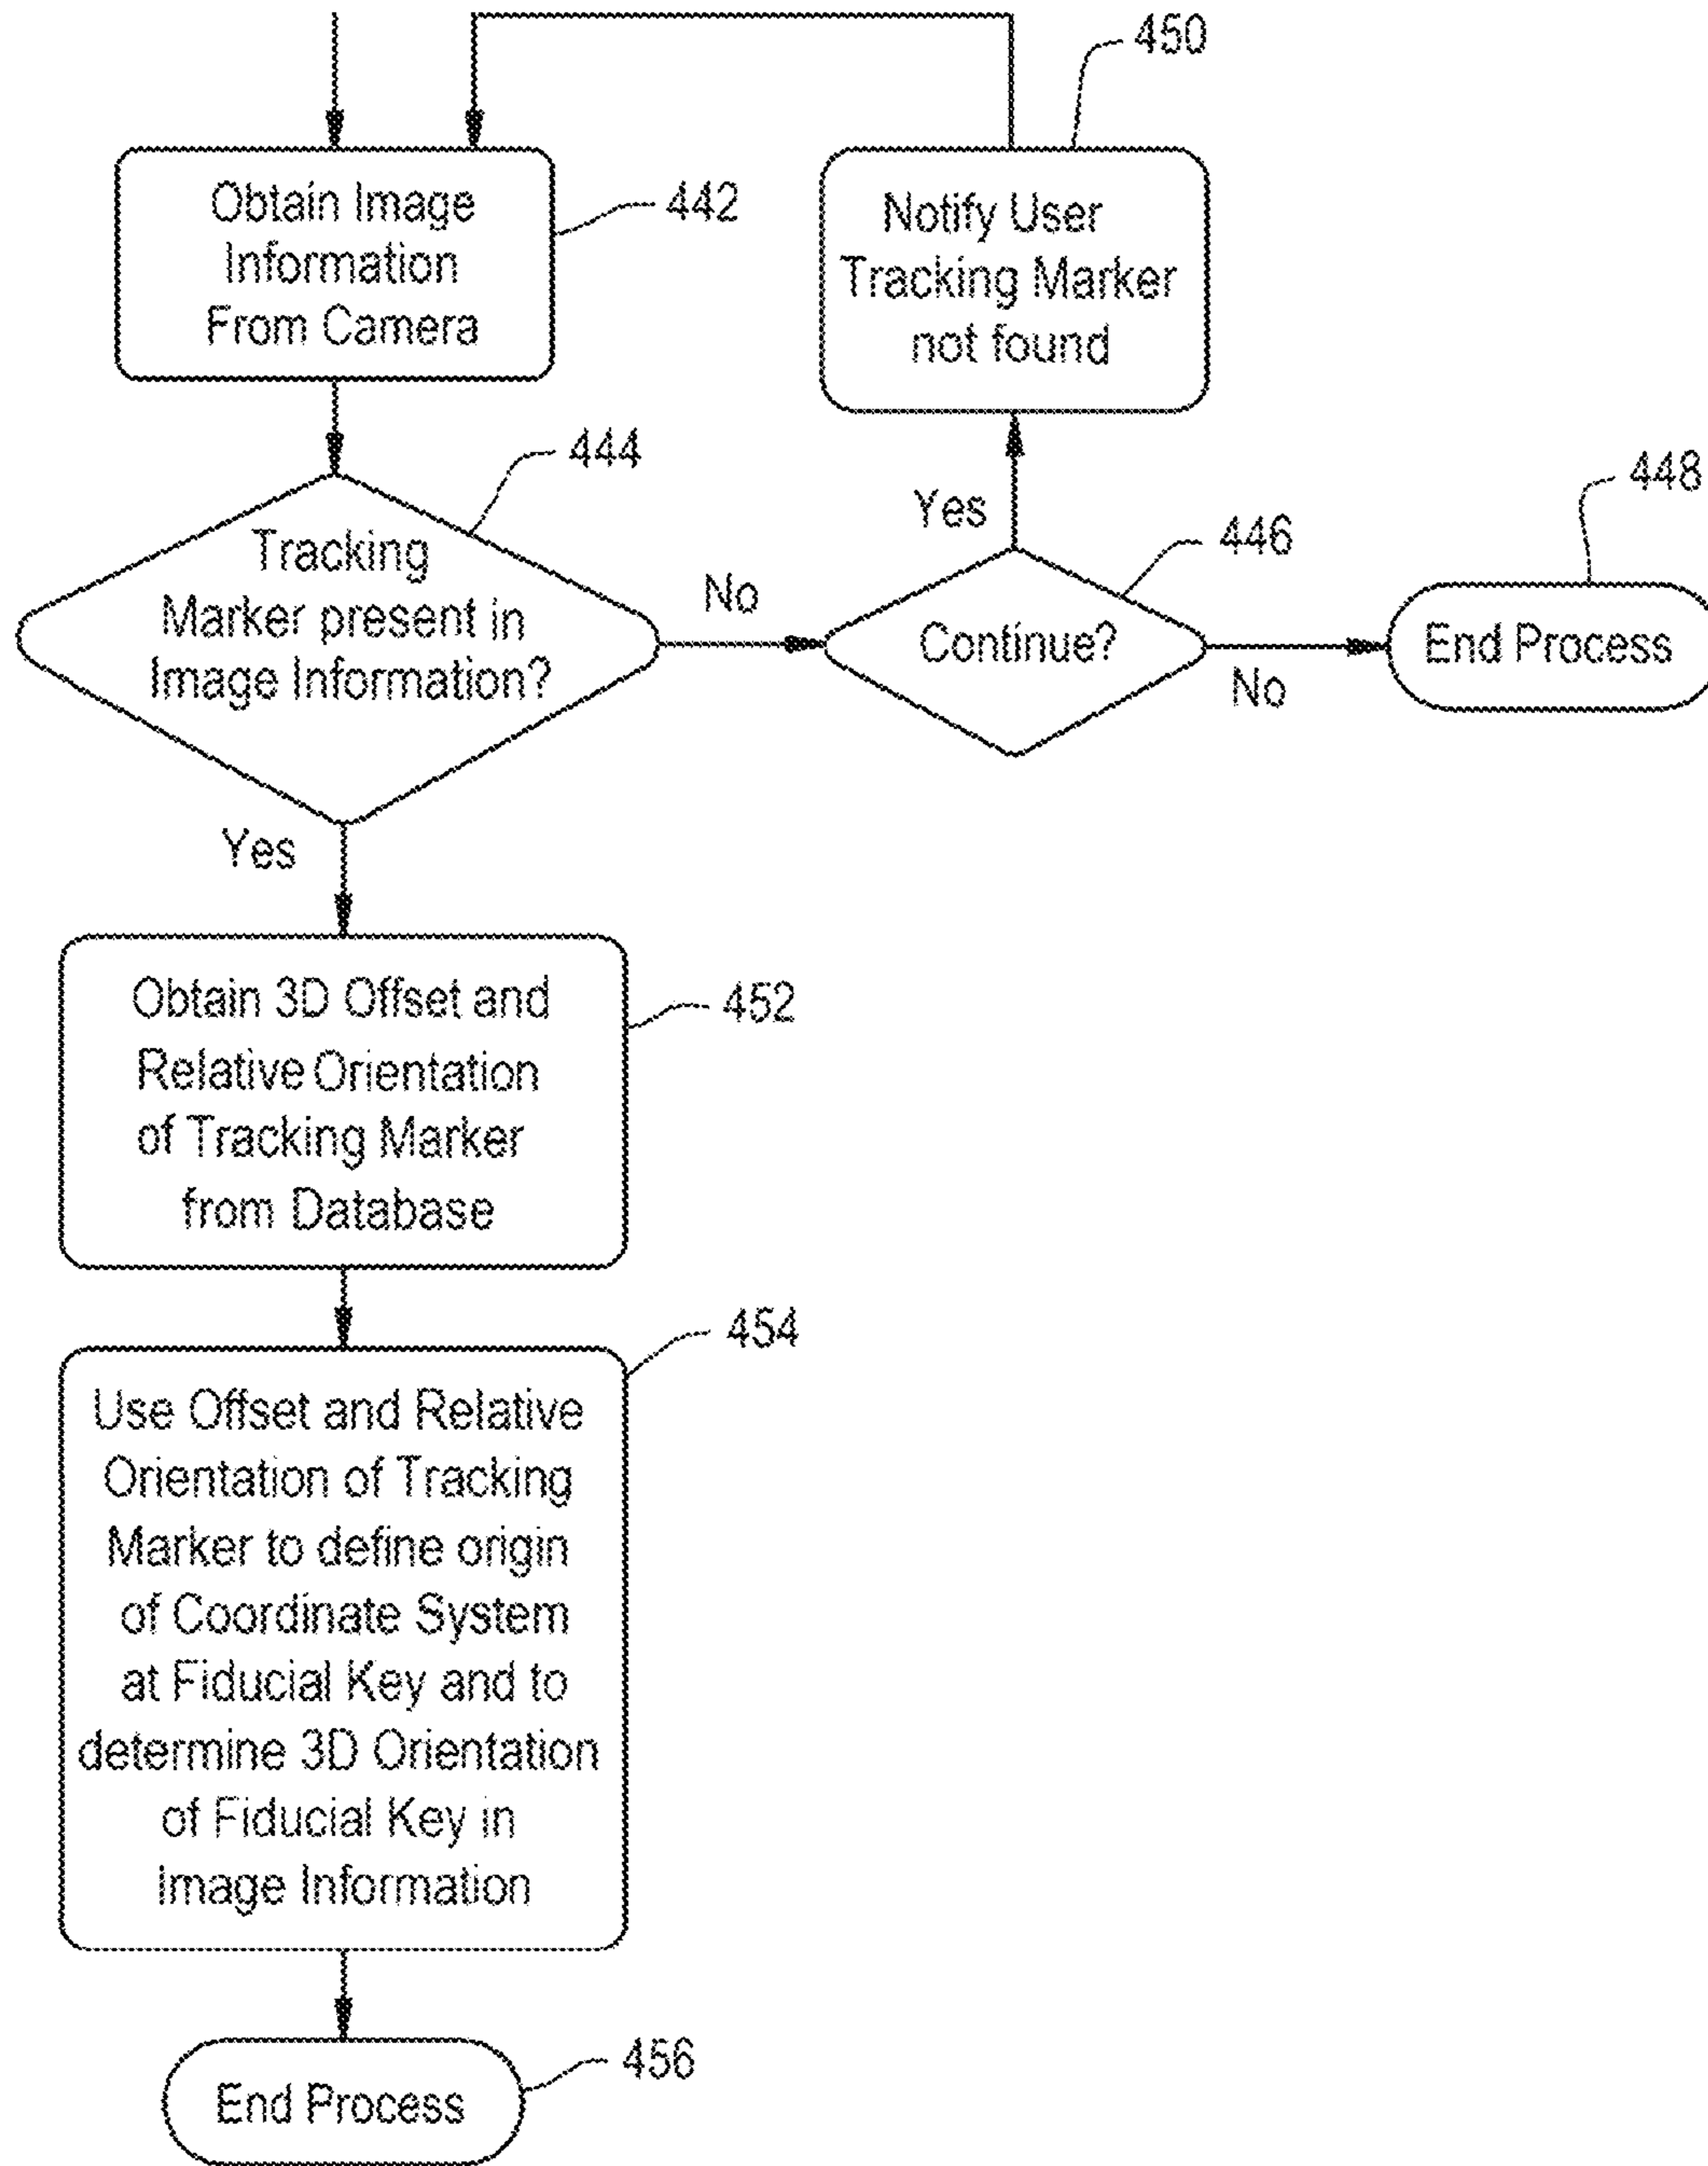 450
Obtain Image
Information
From Camera
442
Notify User
Tracking Marker
not found
444
Tracking
Marker present in
Image Information?
No
Yes
446
Continue?
No
448
End Process
Yes
Obtain 3D Offset and
Relative Orientation
of Tracking Marker
from Database
452
454
Use Offset and Relative
Orientation of Tracking
Marker to define origin
of Coordinate System
at Fiducial Key and to
determine 3D Orientation
of Fiducial Key in
Image Information
456
End Process